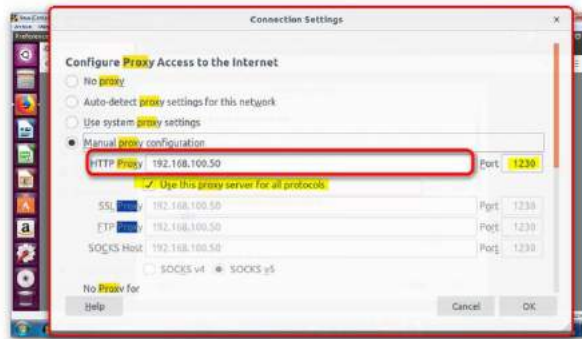 Connection Settings
Configure Proxy Access to the Internet
No proxy
Auto-detect proxy settings for this network
Use system proxy settings
Manual proxy configuration
HTTP Proxy 192.168.100.50 Port 1230
Use this proxy server for all protocols
SSL Proxy 192.168.100.50 Port 1230
FTP Proxy 192.168.100.50 Port 1230
SOCKS Host 192.168.100.50 Port 1230
SOCKS v4 SOCKS v5
No Proxy for
Help Cancel OK